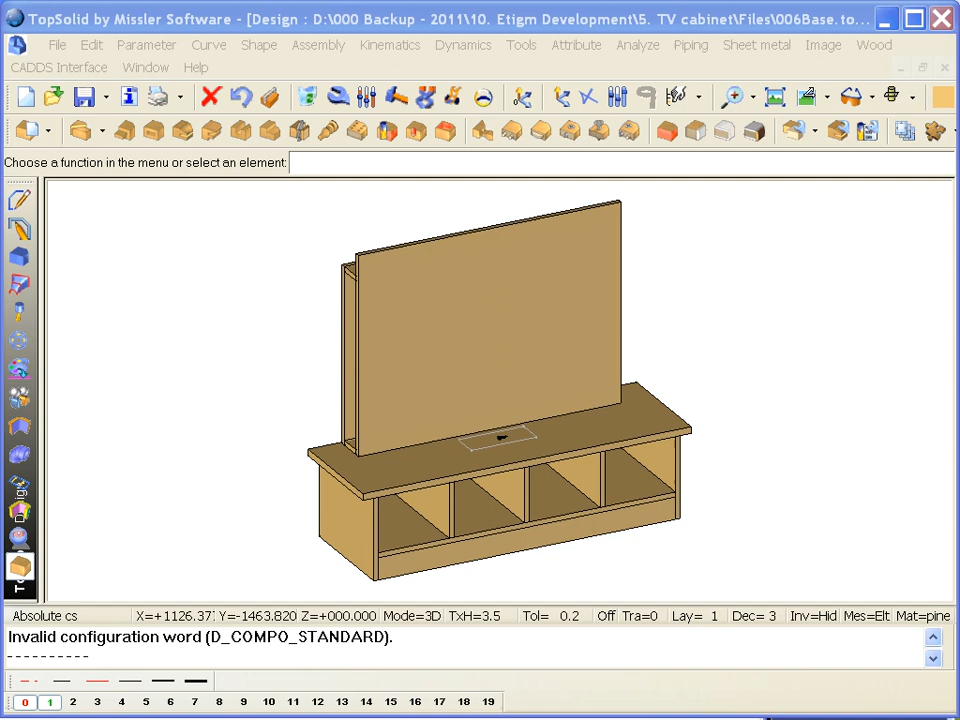 TopSolid by Missler Software - [Design : D:\000 Backup - 2011\10. Etigm Development\5. TV cabinet\Files\006Base.to...
File Edit Parameter Curve Shape Assembly Kinematics Dynamics Tools Attribute Analyze Piping Sheet metal Image Wood
CADDS Interface Window Help
Choose a function in the menu or select an element:
Absolute cs X=+1126.37 Y=-1463.820 Z=+000.000 Mode=3D TxH=3.5 Tol= 0.2 Off Tra=0 Lay= 1 Dec= 3 Inv=Hid Mes=Elt Mat=pine
Invalid configuration word (D_COMPO_STANDARD).
----------
0 1 2 3 4 5 6 7 8 9 10 11 12 13 14 15 16 17 18 19